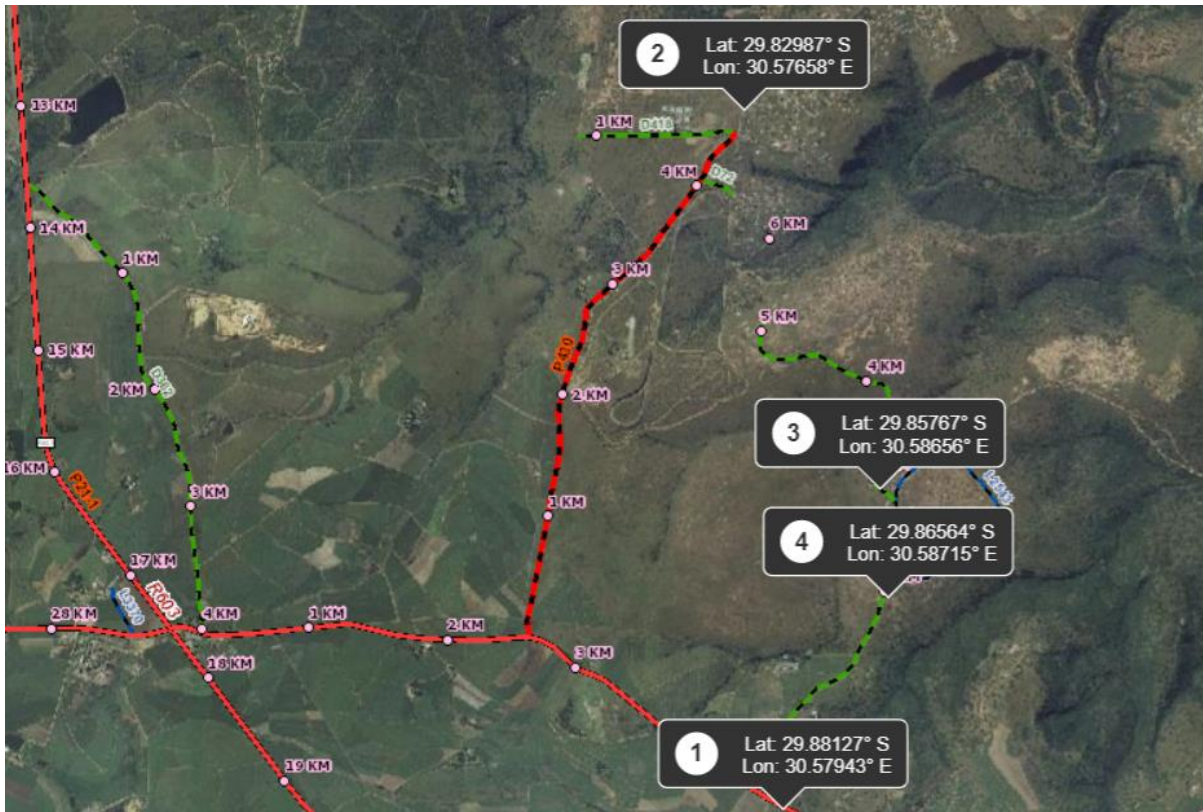 2
Lat: 29.82987° S
Lon: 30.57658° E
13 KM
1 KM
D418
4 KM
D72
14 KM
6 KM
1 KM
3 KM
5 KM
15 KM
P430
4 KM
2 KM
2 KM
3
Lat: 29.85767° S
Lon: 30.58656° E
16 KM
P21-1
3 KM
1 KM
4
Lat: 29.86564° S
Lon: 30.58715° E
17 KM
R603
28 KM
4 KM
1 KM
2 KM
3 KM
18 KM
1
Lat: 29.88127° S
Lon: 30.57943° E
19 KM